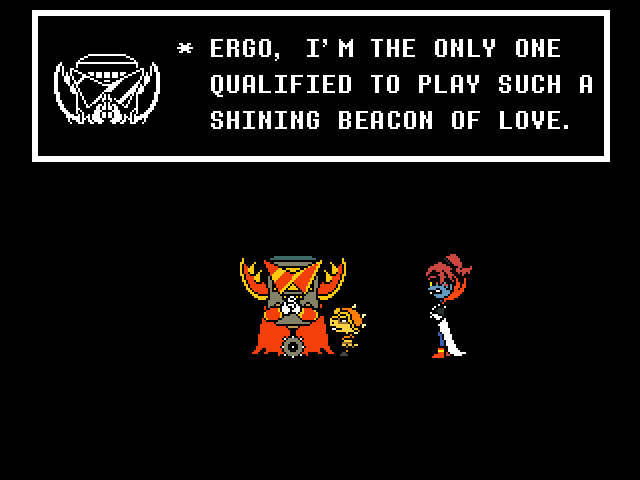 * ERGO, I'M THE ONLY ONE
QUALIFIED TO PLAY SUCH A
SHINING BEACON OF LOVE.